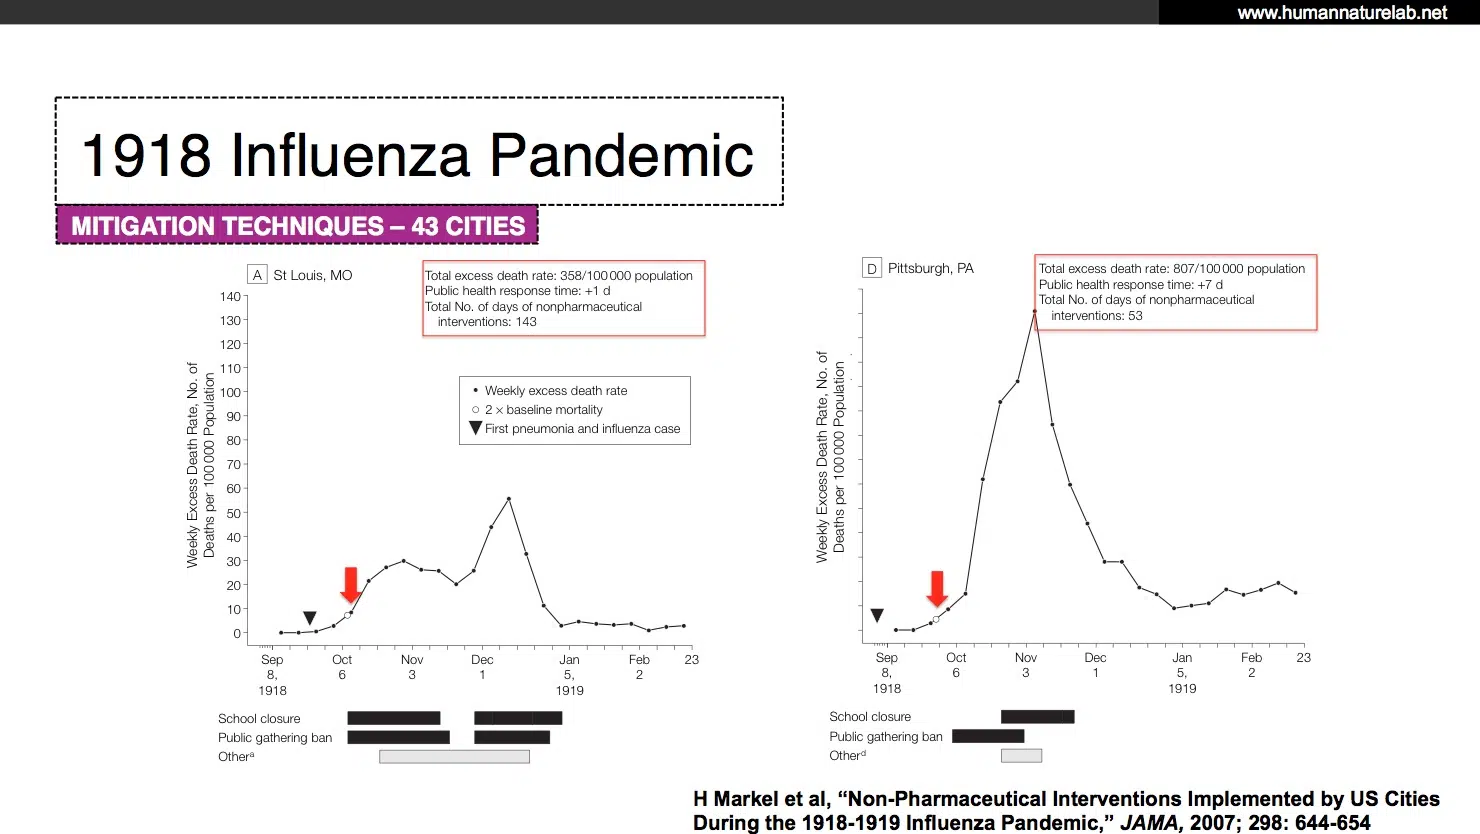 www.humannaturelab.net
1918 Influenza Pandemic
MITIGATION TECHNIQUES – 43 CITIES
A St Louis, MO
Total excess death rate: 358/100 000 population
Public health response time: +1 d
Total No. of days of nonpharmaceutical
interventions: 143
Weekly Excess Death Rate, No. of
Deaths per 100 000 Population
140
130
120
110
100
90
80
70
60
50
40
30
20
10
0
Weekly excess death rate
2 × baseline mortality
First pneumonia and influenza case
Sep Oct Nov Dec Jan Feb 23
8, 6 3 1 5, 2
1918 1919
School closure
Public gathering ban
Otherᵃ
D Pittsburgh, PA
Total excess death rate: 807/100 000 population
Public health response time: +7 d
Total No. of days of nonpharmaceutical
interventions: 53
Weekly Excess Death Rate, No. of
Deaths per 100 000 Population
Sep Oct Nov Dec Jan Feb 23
8, 6 3 1 5, 2
1918 1919
School closure
Public gathering ban
Otherᵈ
H Markel et al, “Non-Pharmaceutical Interventions Implemented by US Cities
During the 1918-1919 Influenza Pandemic,” JAMA, 2007; 298: 644-654